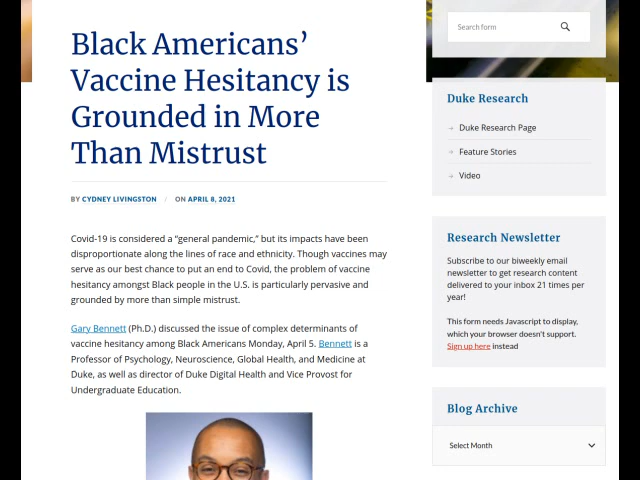 Black Americans’
Vaccine Hesitancy is
Grounded in More
Than Mistrust
BY CYDNEY LIVINGSTON / ON APRIL 8, 2021
Covid-19 is considered a “general pandemic,” but its impacts have been
disproportionate along the lines of race and ethnicity. Though vaccines may
serve as our best chance to put an end to Covid, the problem of vaccine
hesitancy amongst Black people in the U.S. is particularly pervasive and
grounded by more than simple mistrust.
Gary Bennett (Ph.D.) discussed the issue of complex determinants of
vaccine hesitancy among Black Americans Monday, April 5. Bennett is a
Professor of Psychology, Neuroscience, Global Health, and Medicine at
Duke, as well as director of Duke Digital Health and Vice Provost for
Undergraduate Education.
Search form
Duke Research
→ Duke Research Page
→ Feature Stories
→ Video
Research Newsletter
Subscribe to our biweekly email
newsletter to get research content
delivered to your inbox 21 times per
year!
This form needs Javascript to display,
which your browser doesn't support.
Sign up here instead
Blog Archive
Select Month